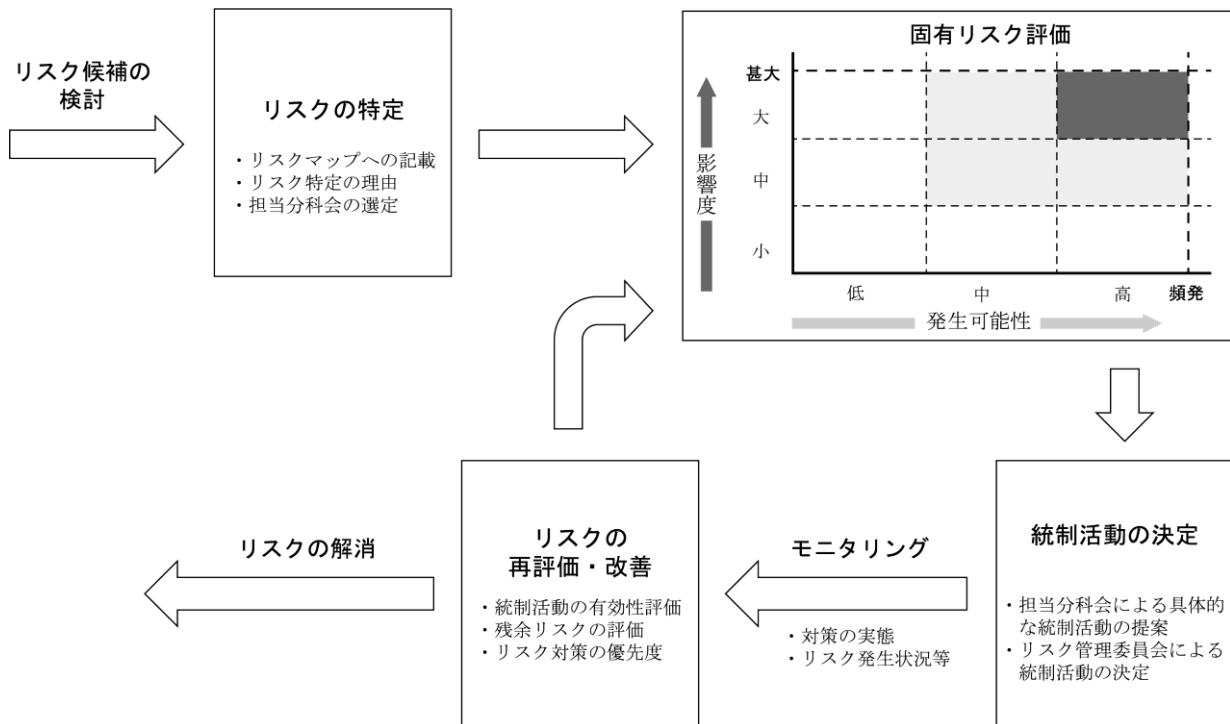 リスク候補の
検討
リスクの特定
・リスクマップへの記載
・リスク特定の理由
・担当分科会の選定
固有リスク評価
甚大
大
中
小
影響度
低
中
高
頻発
発生可能性
統制活動の決定
・担当分科会による具体的
な統制活動の提案
・リスク管理委員会による
統制活動の決定
モニタリング
・対策の実態
・リスク発生状況等
リスクの
再評価・改善
・統制活動の有効性評価
・残余リスクの評価
・リスク対策の優先度
リスクの解消